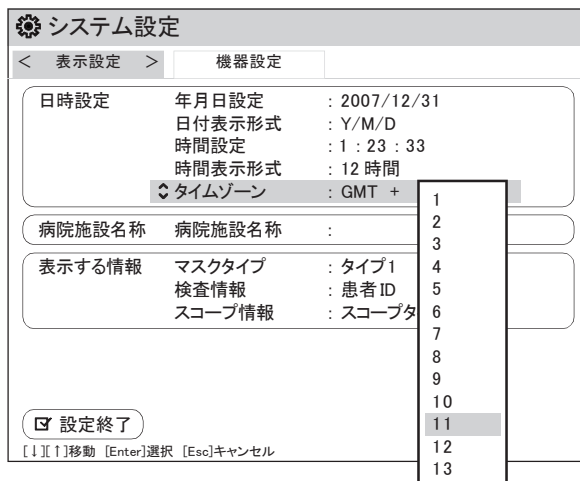 システム設定
< 表示設定 > 機器設定
日時設定 年月日設定 : 2007/12/31
日付表示形式 : Y/M/D
時間設定 : 1 : 23 : 33
時間表示形式 : 12 時間
タイムゾーン : GMT +
病院施設名称 病院施設名称 :
表示する情報 マスクタイプ : タイプ1
検査情報 : 患者 ID
スコープ情報 : スコープタ
1
2
3
4
5
6
7
8
9
10
11
12
13
設定終了
[↓][↑]移動 [Enter]選択 [Esc]キャンセル